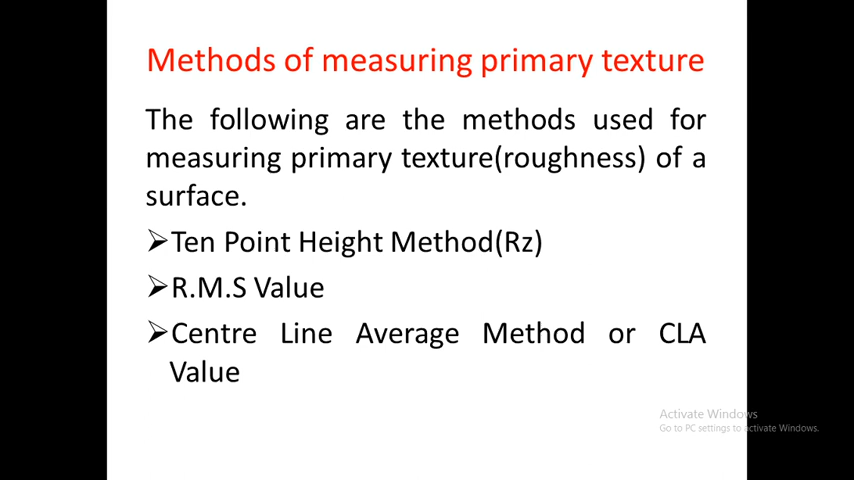 Methods of measuring primary texture
The following are the methods used for
measuring primary texture(roughness) of a
surface.
➢Ten Point Height Method(Rz)
➢R.M.S Value
➢Centre Line Average Method or CLA
Value
Activate Windows
Go to PC settings to activate Windows.